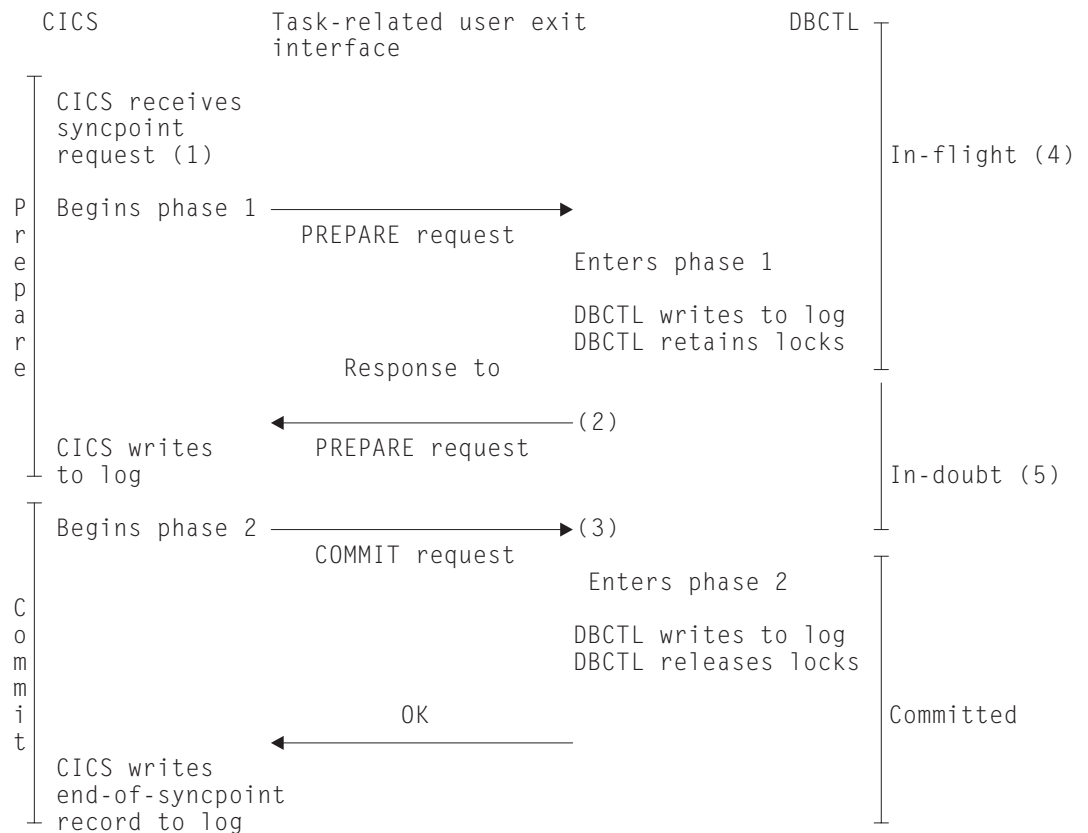 CICS Task-related user exit DBCTL
interface
CICS receives
syncpoint
request (1) In-flight (4)
Prepare
Begins phase 1
PREPARE request
Enters phase 1
DBCTL writes to log
DBCTL retains locks
Response to
(2)
CICS writes PREPARE request
to log In-doubt (5)
Commit
Begins phase 2 (3)
COMMIT request
Enters phase 2
DBCTL writes to log
DBCTL releases locks
OK Committed
CICS writes
end-of-syncpoint
record to log